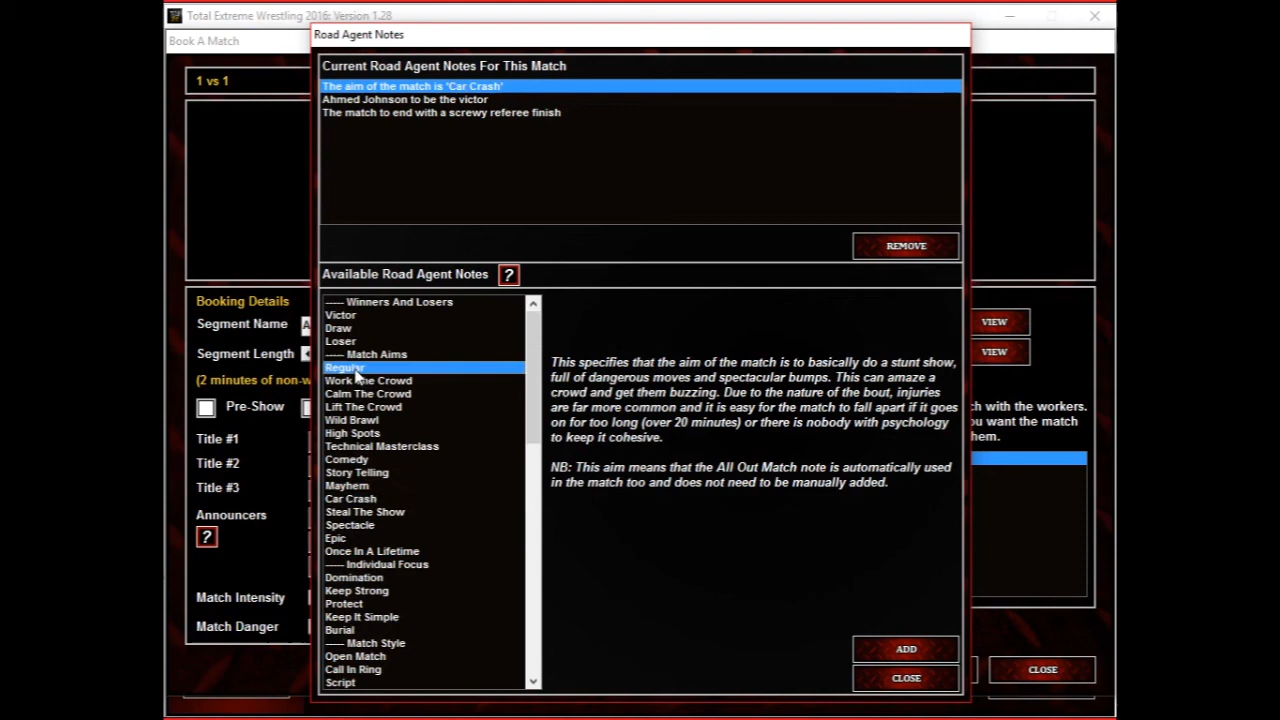 Total Extreme Wrestling 2016: Version 1.28
Book A Match
Road Agent Notes
1 vs 1
Current Road Agent Notes For This Match
The aim of the match is 'Car Crash'
Ahmed Johnson to be the victor
The match to end with a screwy referee finish
REMOVE
Available Road Agent Notes ?
Booking Details
Segment Name A
Segment Length
(2 minutes of non-w
Pre-Show
Title #1
Title #2
Title #3
Announcers
?
Match Intensity
Match Danger
----- Winners And Losers
Victor
Draw
Loser
----- Match Aims
Regular
Work The Crowd
Calm The Crowd
Lift The Crowd
Wild Brawl
High Spots
Technical Masterclass
Comedy
Story Telling
Mayhem
Car Crash
Steal The Show
Spectacle
Epic
Once In A Lifetime
----- Individual Focus
Domination
Keep Strong
Protect
Keep It Simple
Burial
----- Match Style
Open Match
Call In Ring
Script
This specifies that the aim of the match is to basically do a stunt show,
full of dangerous moves and spectacular bumps. This can amaze a
crowd and get them buzzing. Due to the nature of the bout, injuries
are far more common and it is easy for the match to fall apart if it goes
on for too long (over 20 minutes) or there is nobody with psychology
to keep it cohesive.
NB: This aim means that the All Out Match note is automatically used
in the match too and does not need to be manually added.
ADD
CLOSE
VIEW
VIEW
ch with the workers.
ou want the match
hem.
CLOSE